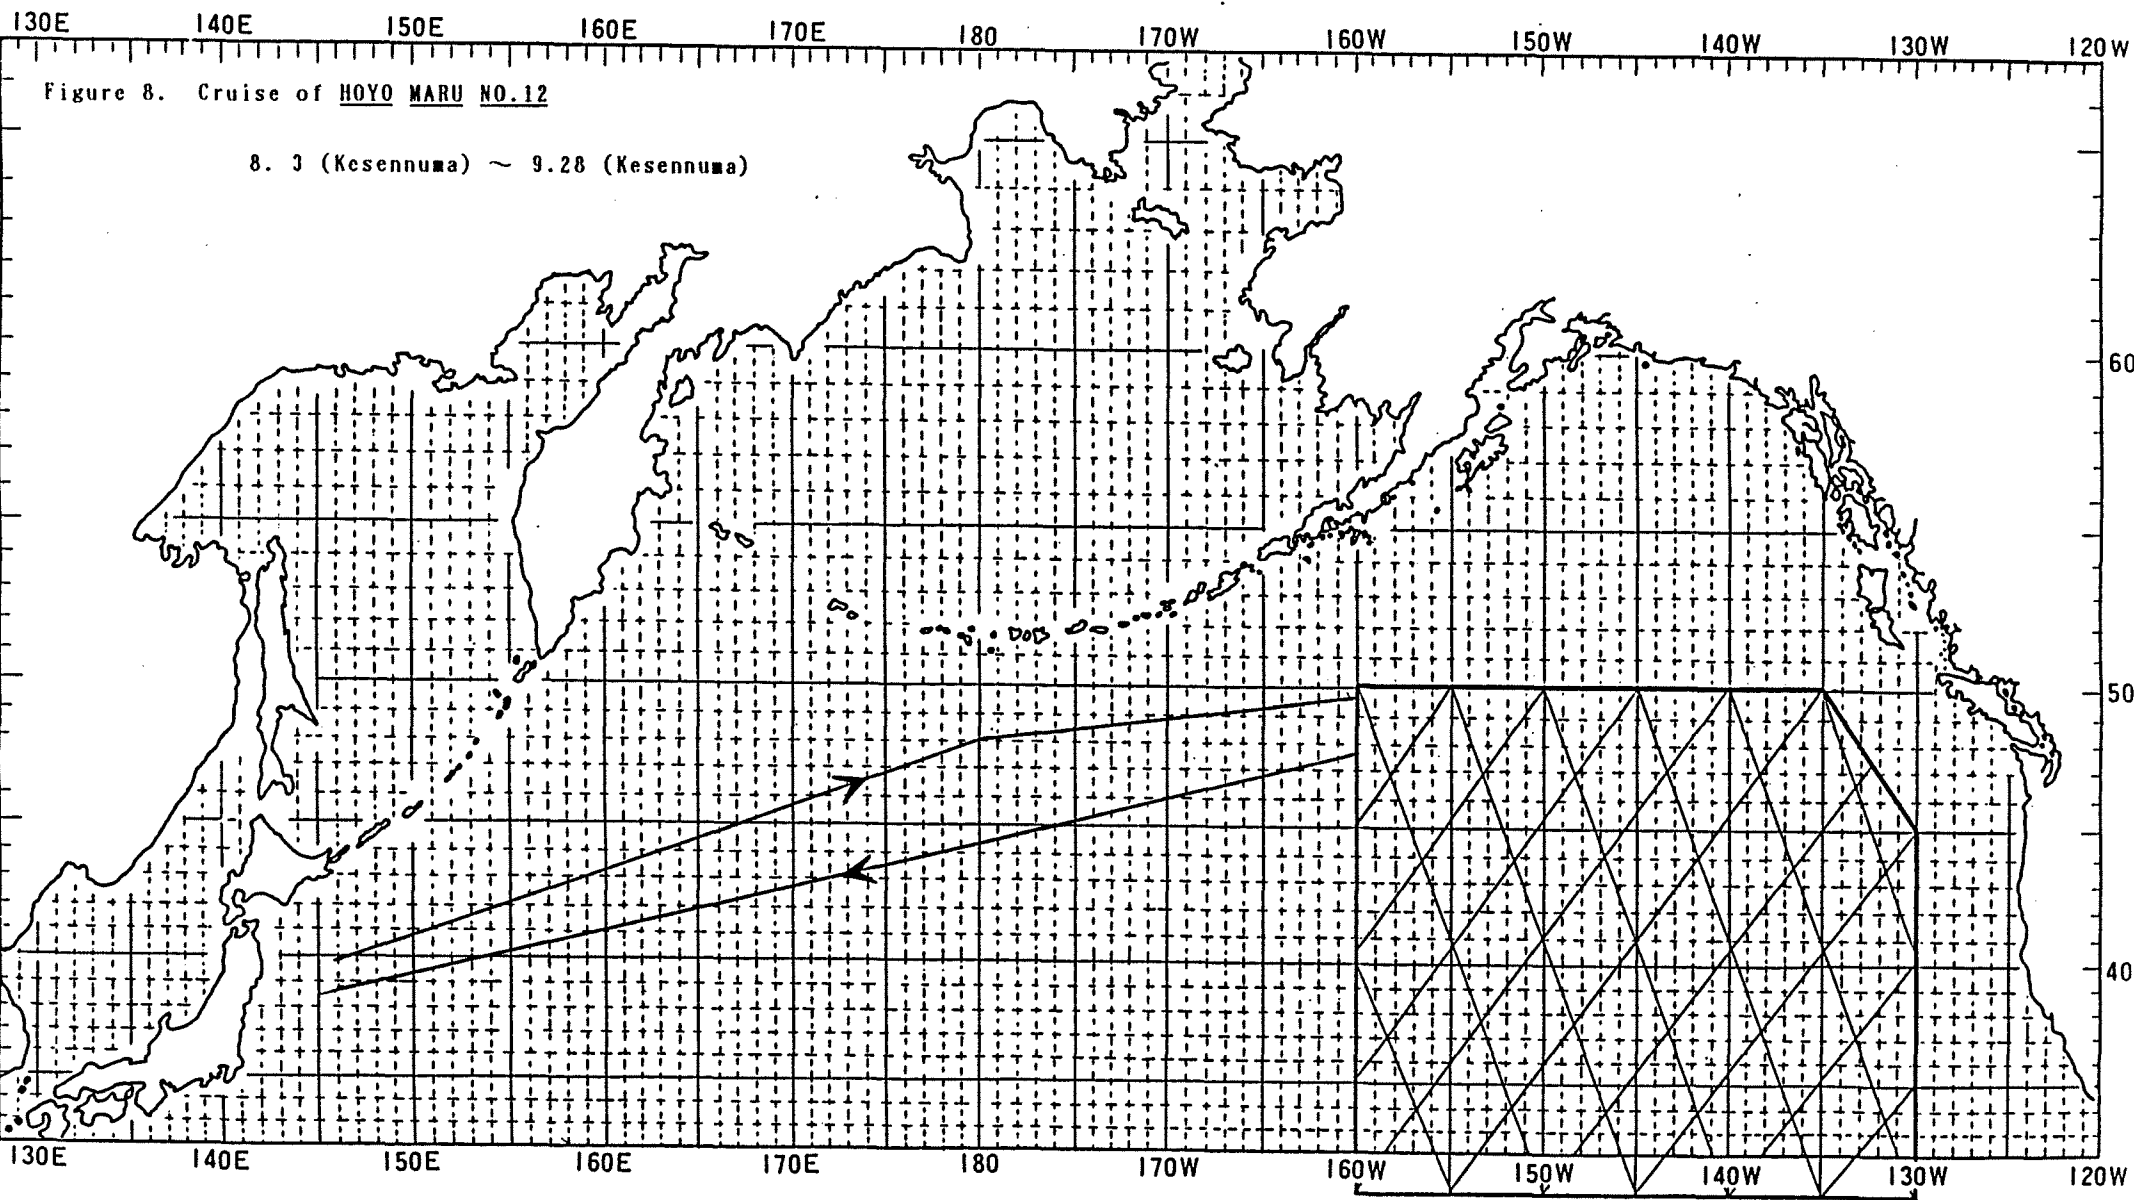 130E 140E 150E 160E 170E 180 170W 160W 150W 140W 130W 120W
Figure 8. Cruise of HOYO MARU NO.12
8. 3 (Kesennuma) ~ 9.28 (Kesennuma)
60
50
40
130E 140E 150E 160E 170E 180 170W 160W 150W 140W 130W 120W